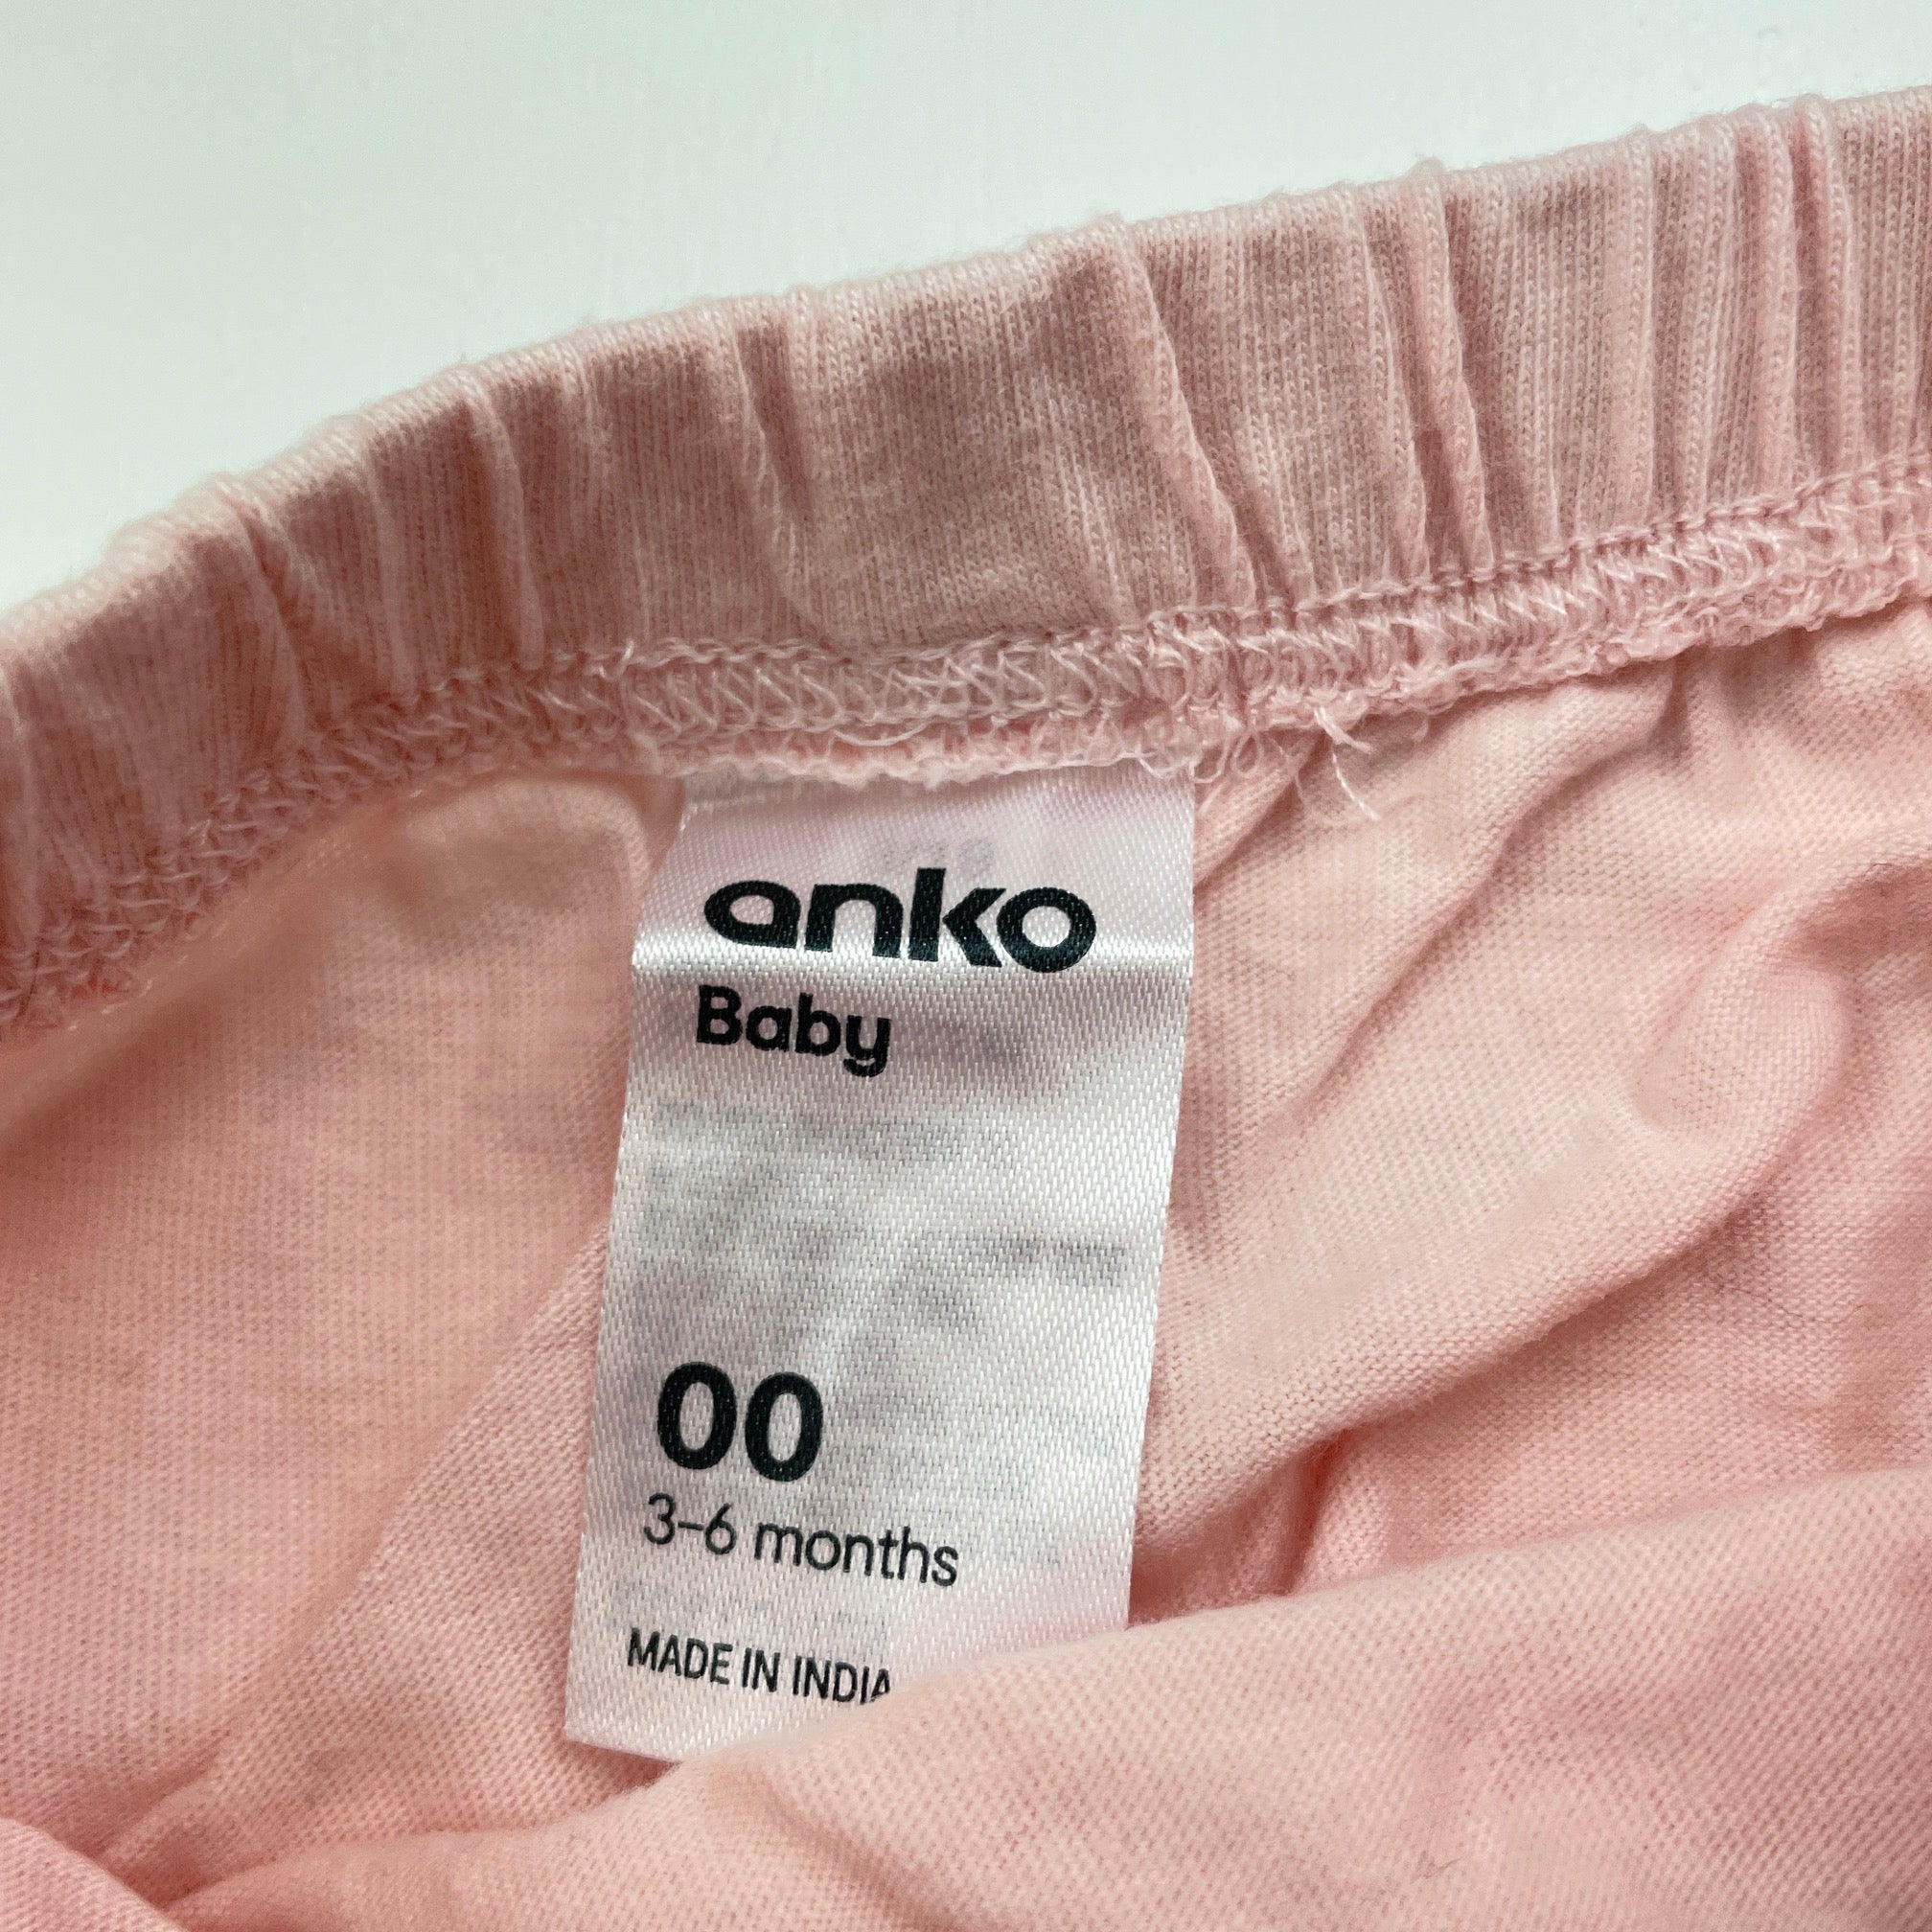 anko
Baby
00
3-6 months
MADE IN INDIA